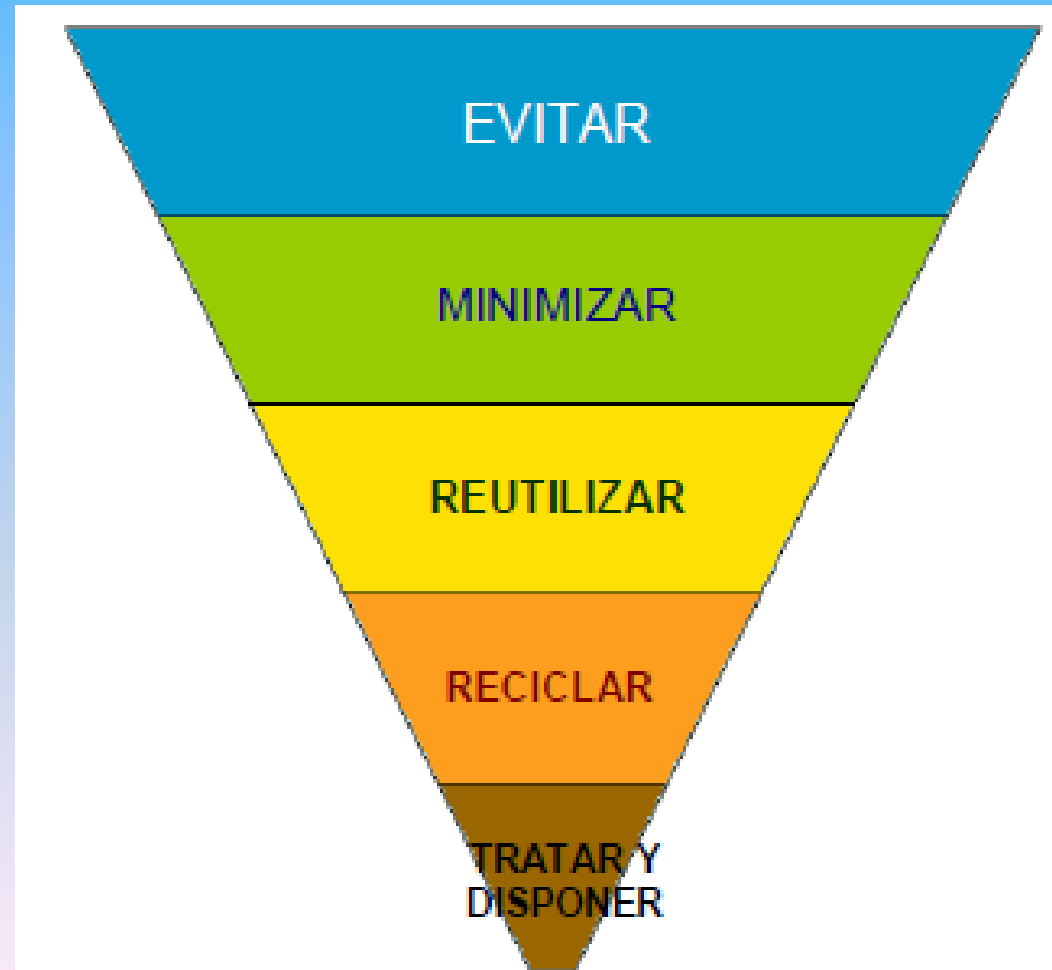 EVITAR
MINIMIZAR
REUTILIZAR
RECICLAR
TRATAR Y
DISPONER